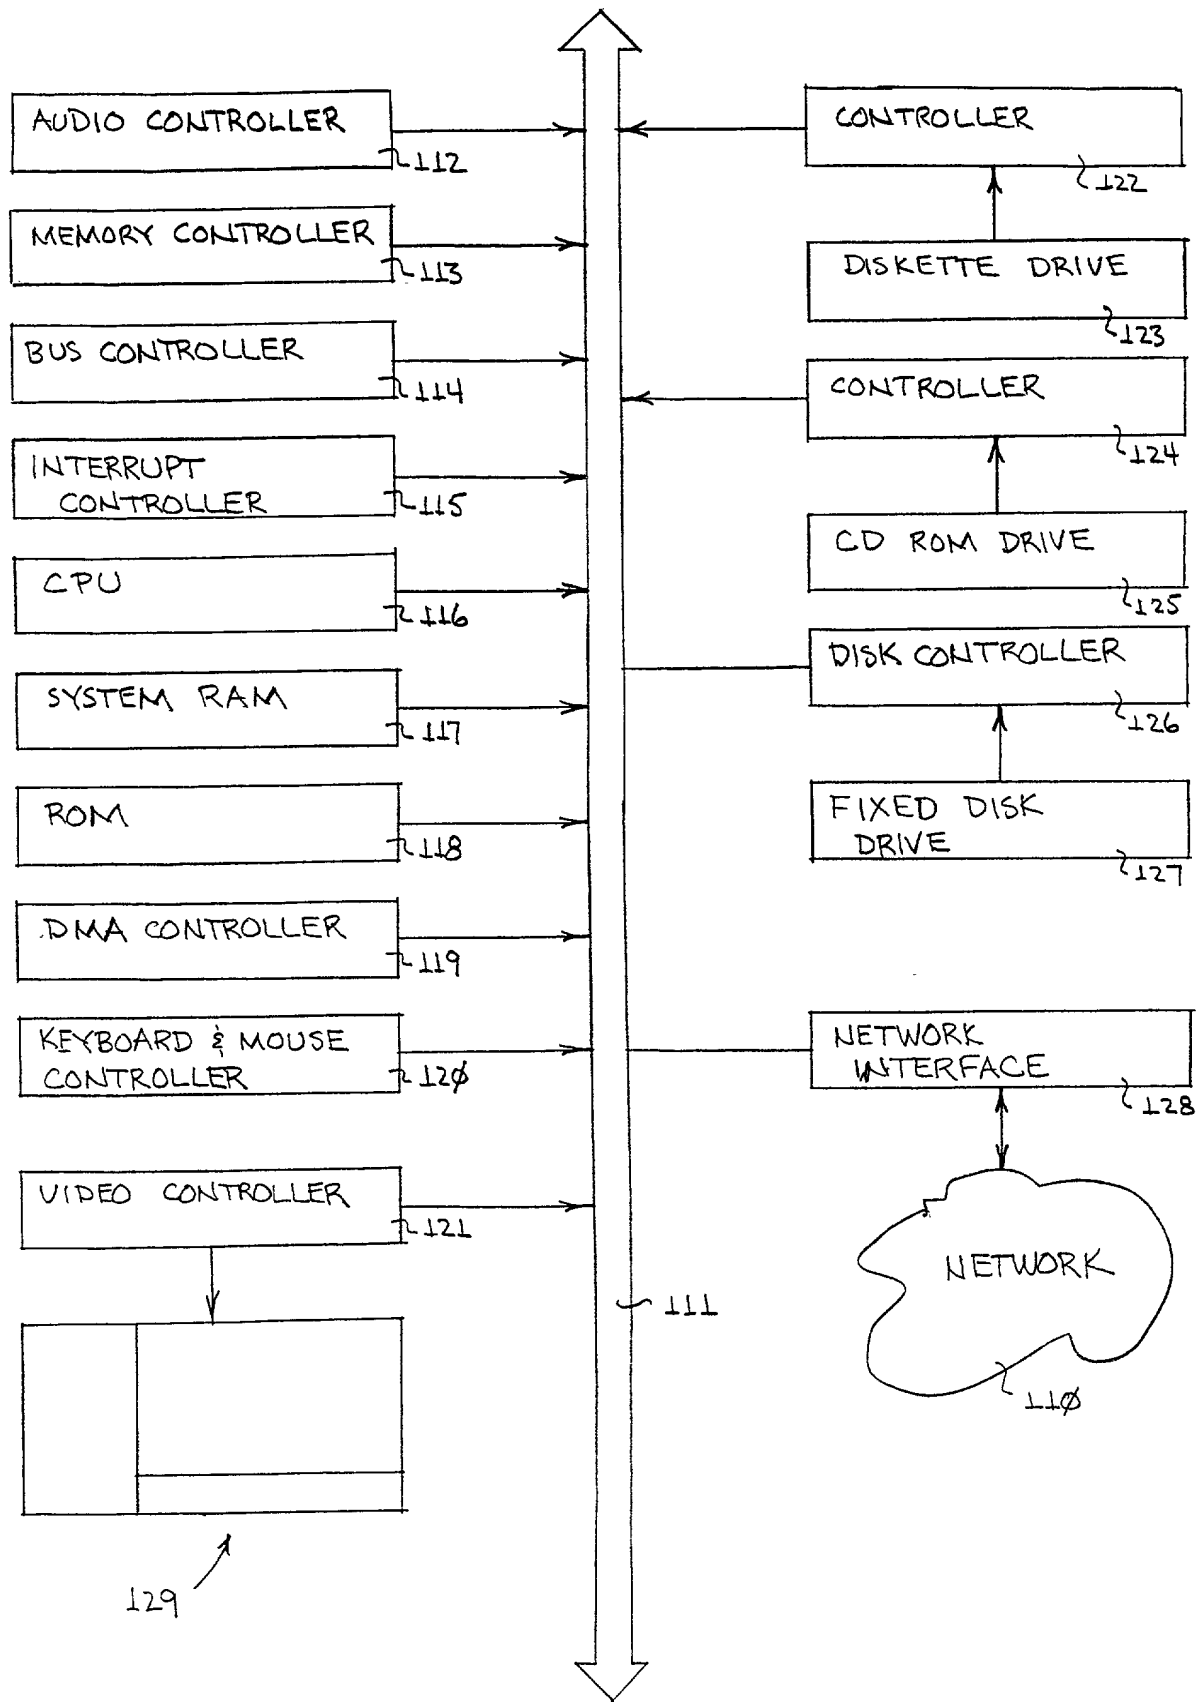 AUDIO CONTROLLER
112
MEMORY CONTROLLER
113
BUS CONTROLLER
114
INTERRUPT
CONTROLLER
115
CPU
116
SYSTEM RAM
117
ROM
118
DMA CONTROLLER
119
KEYBOARD & MOUSE
CONTROLLER
12Ø
VIDEO CONTROLLER
121
129
111
CONTROLLER
122
DISKETTE DRIVE
123
CONTROLLER
124
CD ROM DRIVE
125
DISK CONTROLLER
126
FIXED DISK
DRIVE
127
NETWORK
INTERFACE
128
NETWORK
11Ø